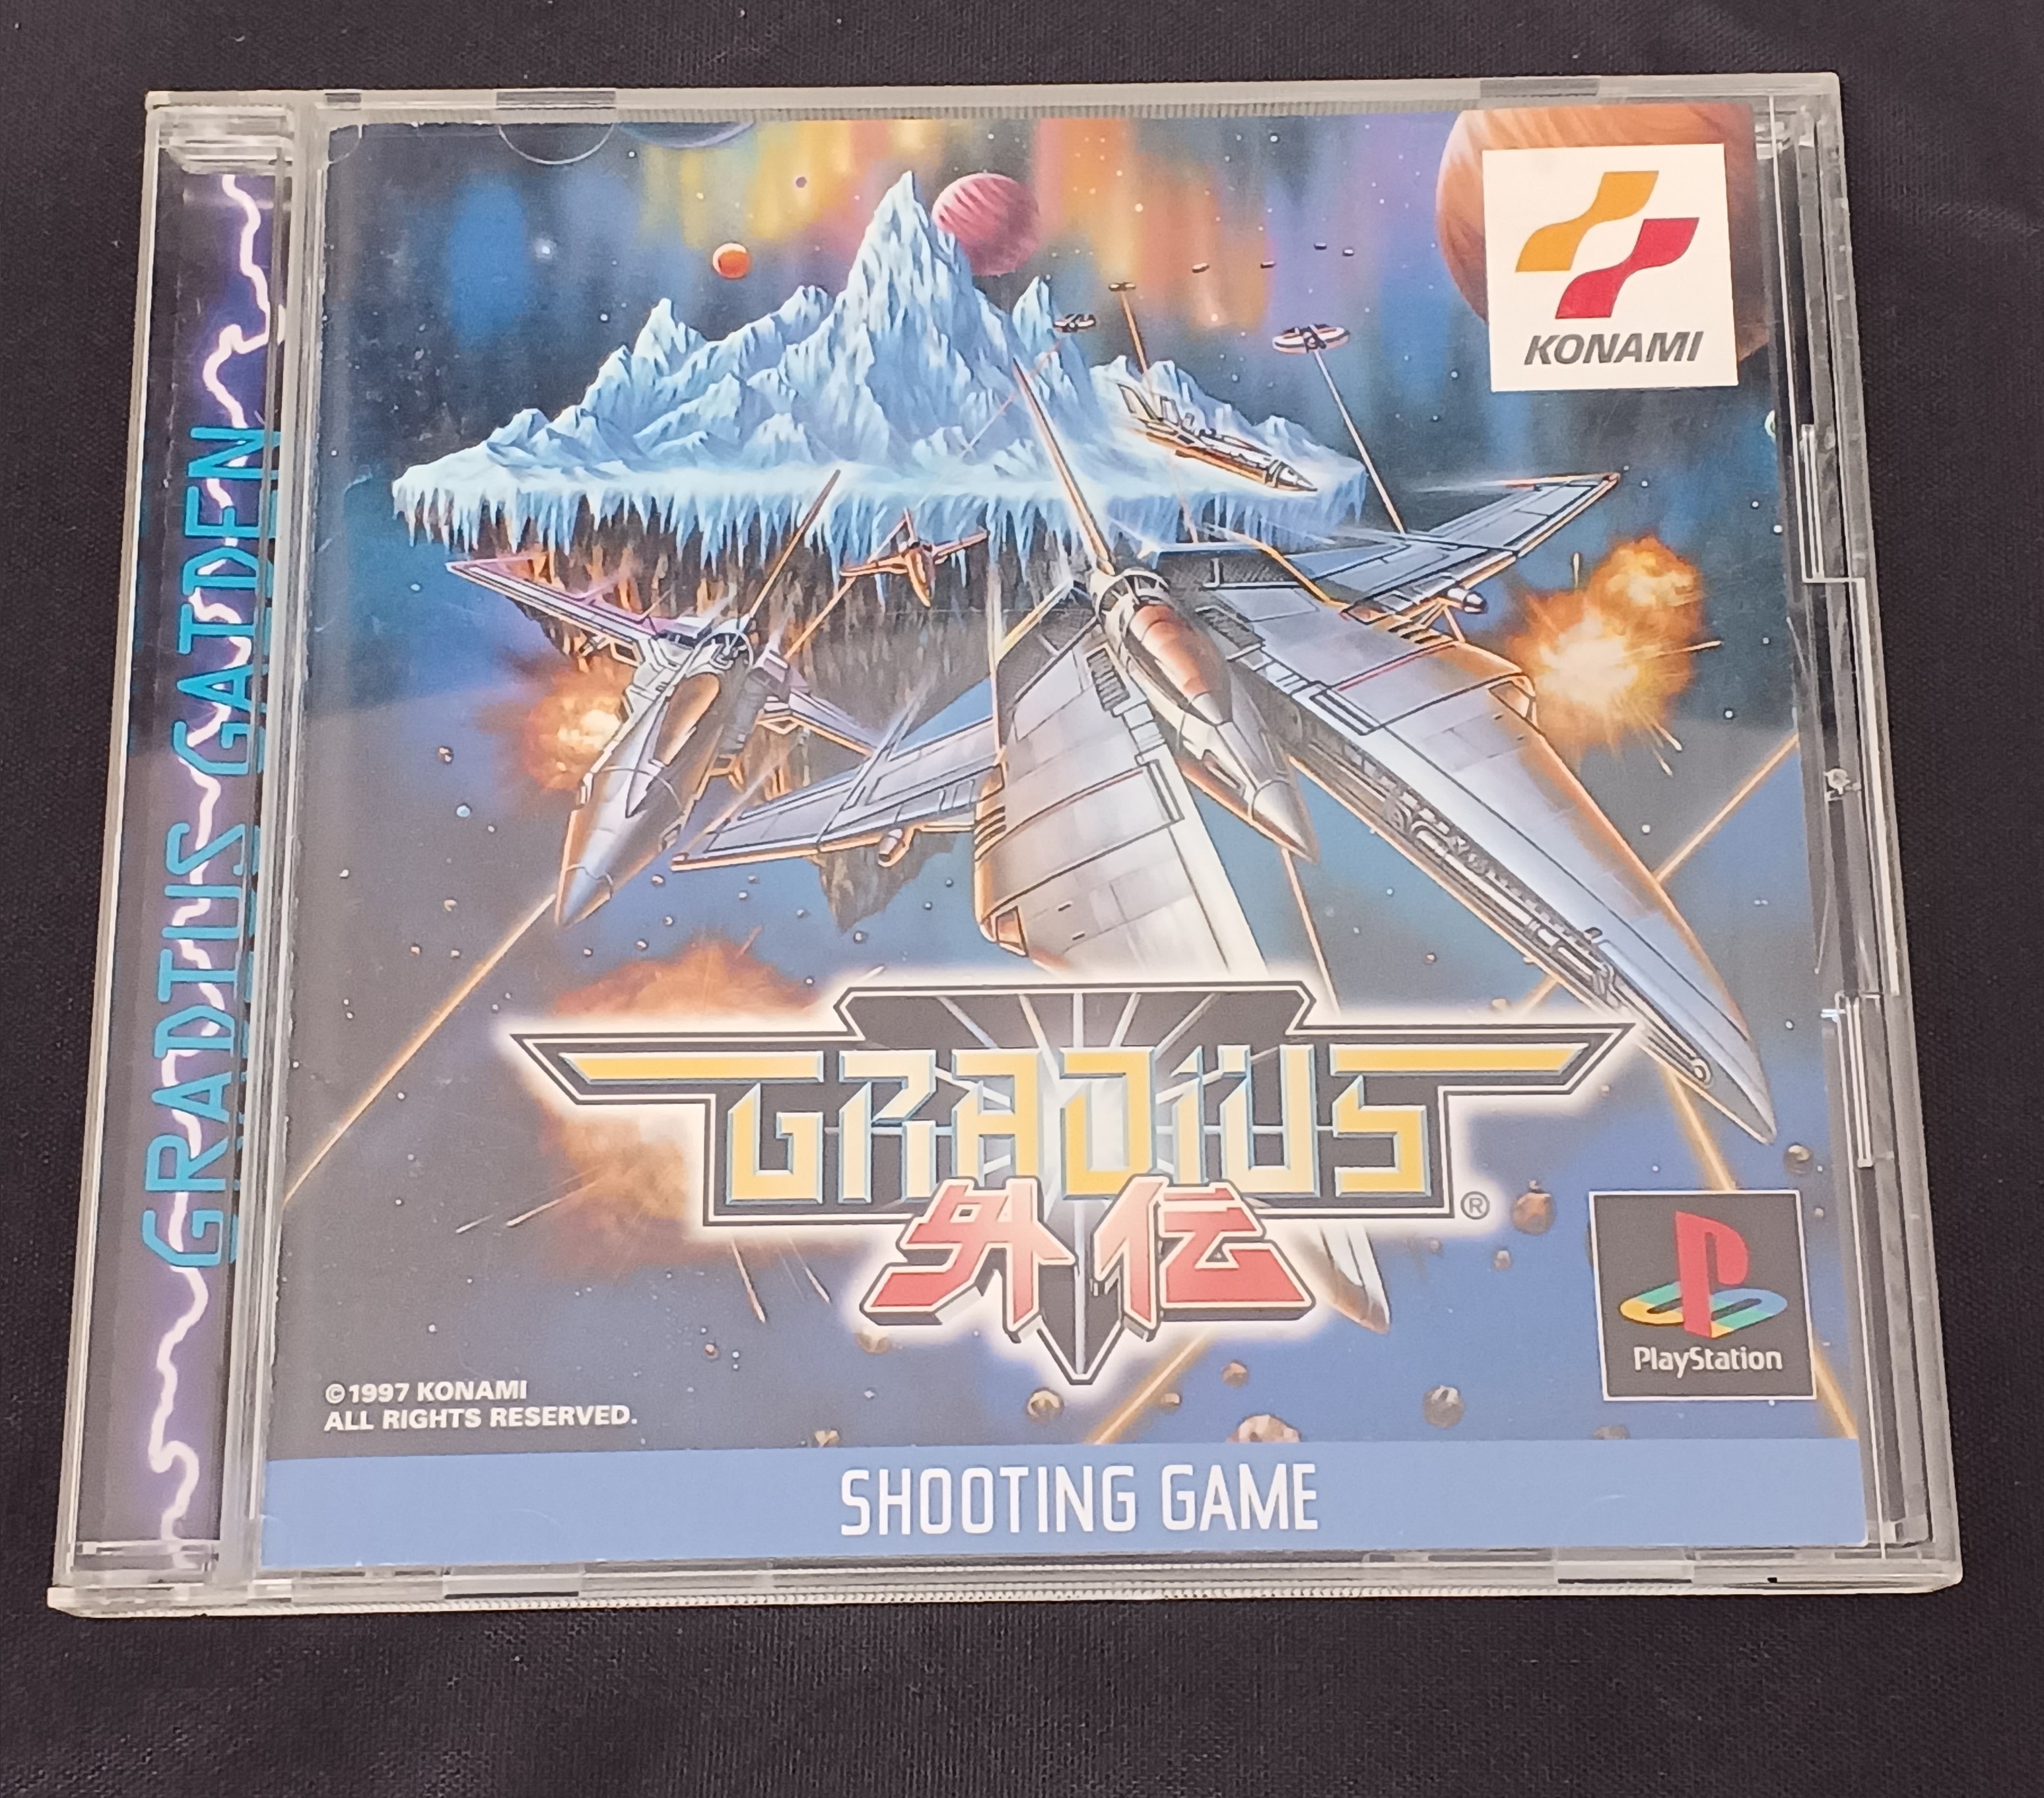 GRADIUS GAIDEN
KONAMI
GRADIUS
外伝
®
PlayStation
©1997 KONAMI
ALL RIGHTS RESERVED.
SHOOTING GAME